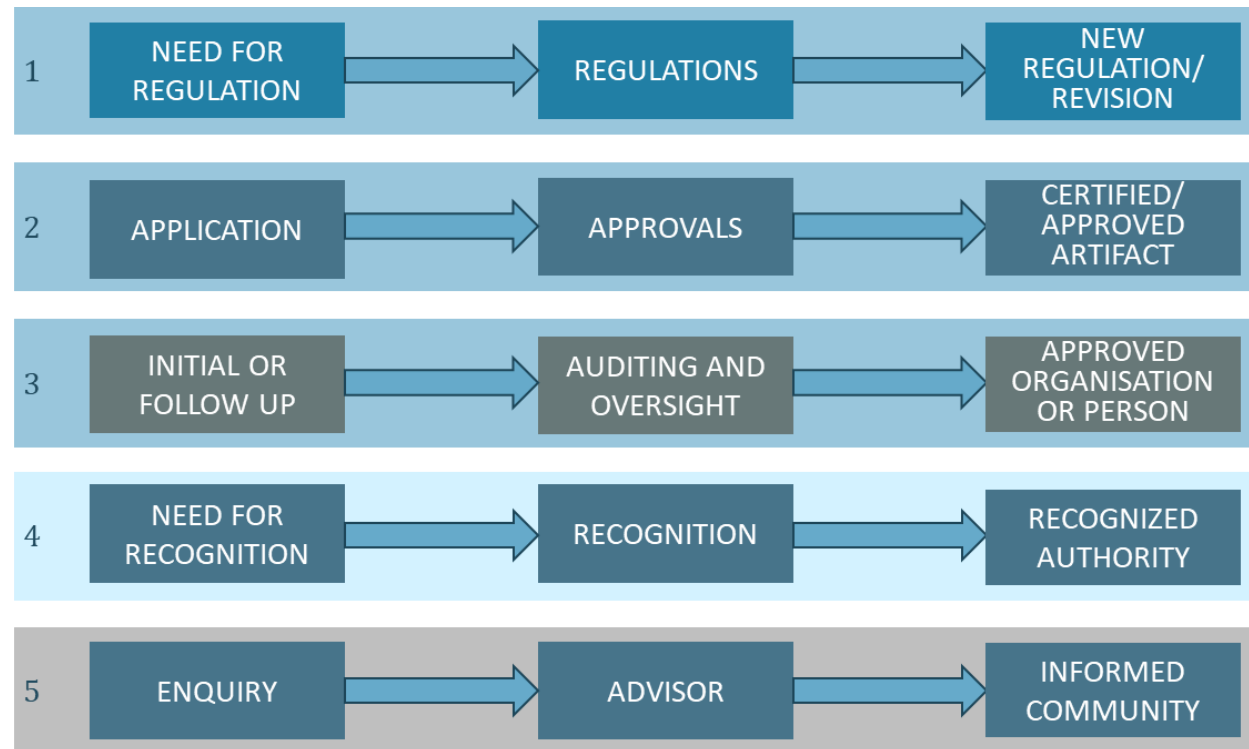 1
NEED FOR
REGULATION
REGULATIONS
NEW
REGULATION/
REVISION
2
APPLICATION
APPROVALS
CERTIFIED/
APPROVED
ARTIFACT
3
INITIAL OR
FOLLOW UP
AUDITING AND
OVERSIGHT
APPROVED
ORGANISATION
OR PERSON
4
NEED FOR
RECOGNITION
RECOGNITION
RECOGNIZED
AUTHORITY
5
ENQUIRY
ADVISOR
INFORMED
COMMUNITY